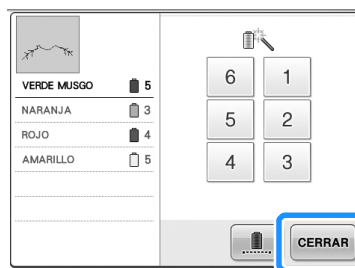 VERDE MUSGO 5
NARANJA 3
ROJO 4
AMARILLO 5
6 1
5 2
4 3
CERRAR